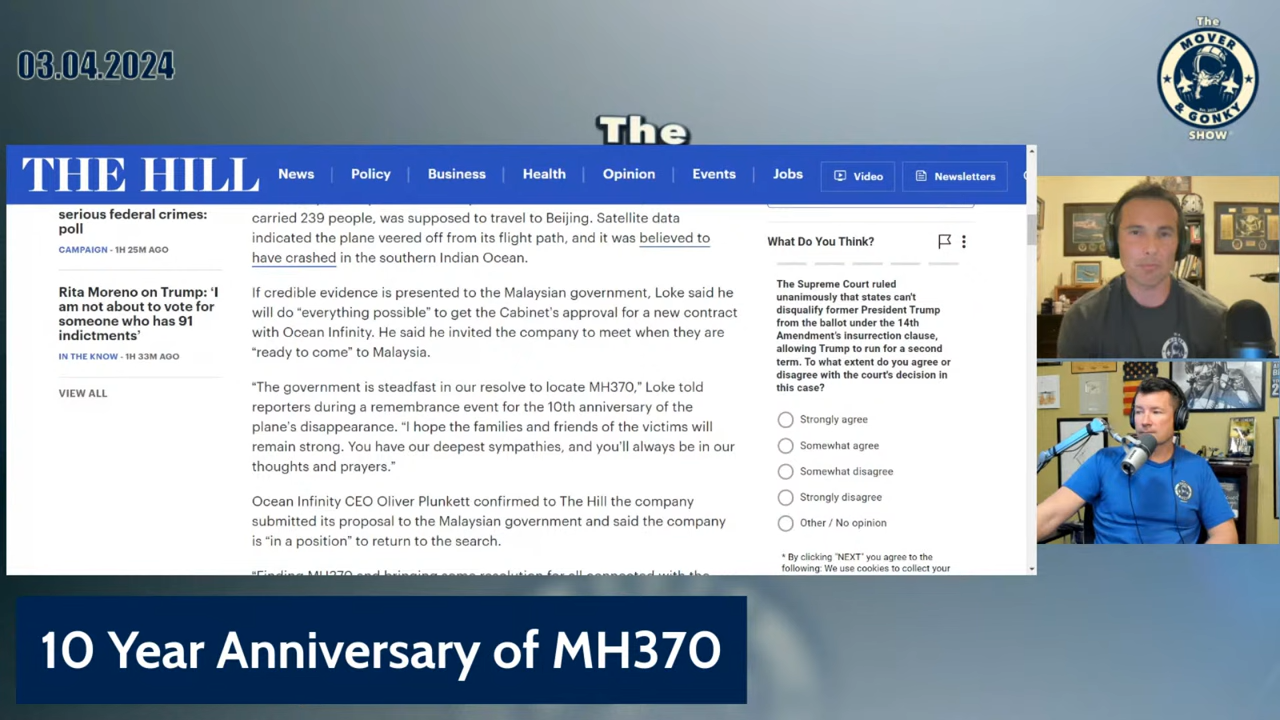 03.04.2024
The
MOVER
& GONKY
SHOW
The
THE HILL
News
Policy
Business
Health
Opinion
Events
Jobs
Video
Newsletters
serious federal crimes:
poll
CAMPAIGN - 1H 25M AGO
Rita Moreno on Trump: ‘I
am not about to vote for
someone who has 91
indictments’
IN THE KNOW - 1H 33M AGO
VIEW ALL
carried 239 people, was supposed to travel to Beijing. Satellite data
indicated the plane veered off from its flight path, and it was believed to
have crashed in the southern Indian Ocean.
If credible evidence is presented to the Malaysian government, Loke said he
will do “everything possible” to get the Cabinet’s approval for a new contract
with Ocean Infinity. He said he invited the company to meet when they are
“ready to come” to Malaysia.
“The government is steadfast in our resolve to locate MH370,” Loke told
reporters during a remembrance event for the 10th anniversary of the
plane’s disappearance. “I hope the families and friends of the victims will
remain strong. You have our deepest sympathies, and you’ll always be in our
thoughts and prayers.”
Ocean Infinity CEO Oliver Plunkett confirmed to The Hill the company
submitted its proposal to the Malaysian government and said the company
is “in a position” to return to the search.
“Finding MH370 and bringing some resolution for all connected with the
What Do You Think?
The Supreme Court ruled
unanimously that states can't
disqualify former President Trump
from the ballot under the 14th
Amendment's insurrection clause,
allowing Trump to run for a second
term. To what extent do you agree or
disagree with the court's decision in
this case?
Strongly agree
Somewhat agree
Somewhat disagree
Strongly disagree
Other / No opinion
* By clicking "NEXT" you agree to the
following: We use cookies to collect your
10 Year Anniversary of MH370